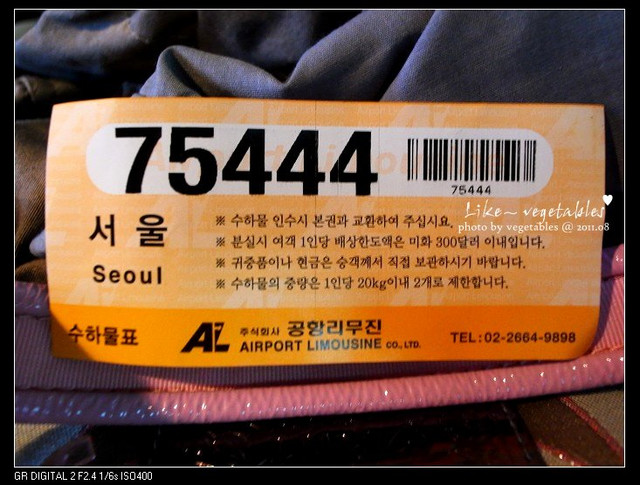 75444
75444
서울
Seoul
※ 수하물 인수시 본권과 교환하여 주십시요.
※ 분실시 여객 1인당 배상한도액은 미화 300달러 이내입니다.
※ 귀중품이나 현금은 승객께서 직접 보관하시기 바랍니다.
※ 수하물의 중량은 1인당 20kg이내 2개로 제한합니다.
Like~ vegetables♥
photo by vegetables @ 2011.08
수하물표
AL
주식회사 공항리무진
AIRPORT LIMOUSINE CO., LTD.
TEL:02-2664-9898
GR DIGITAL 2 F2.4 1/6s ISO400